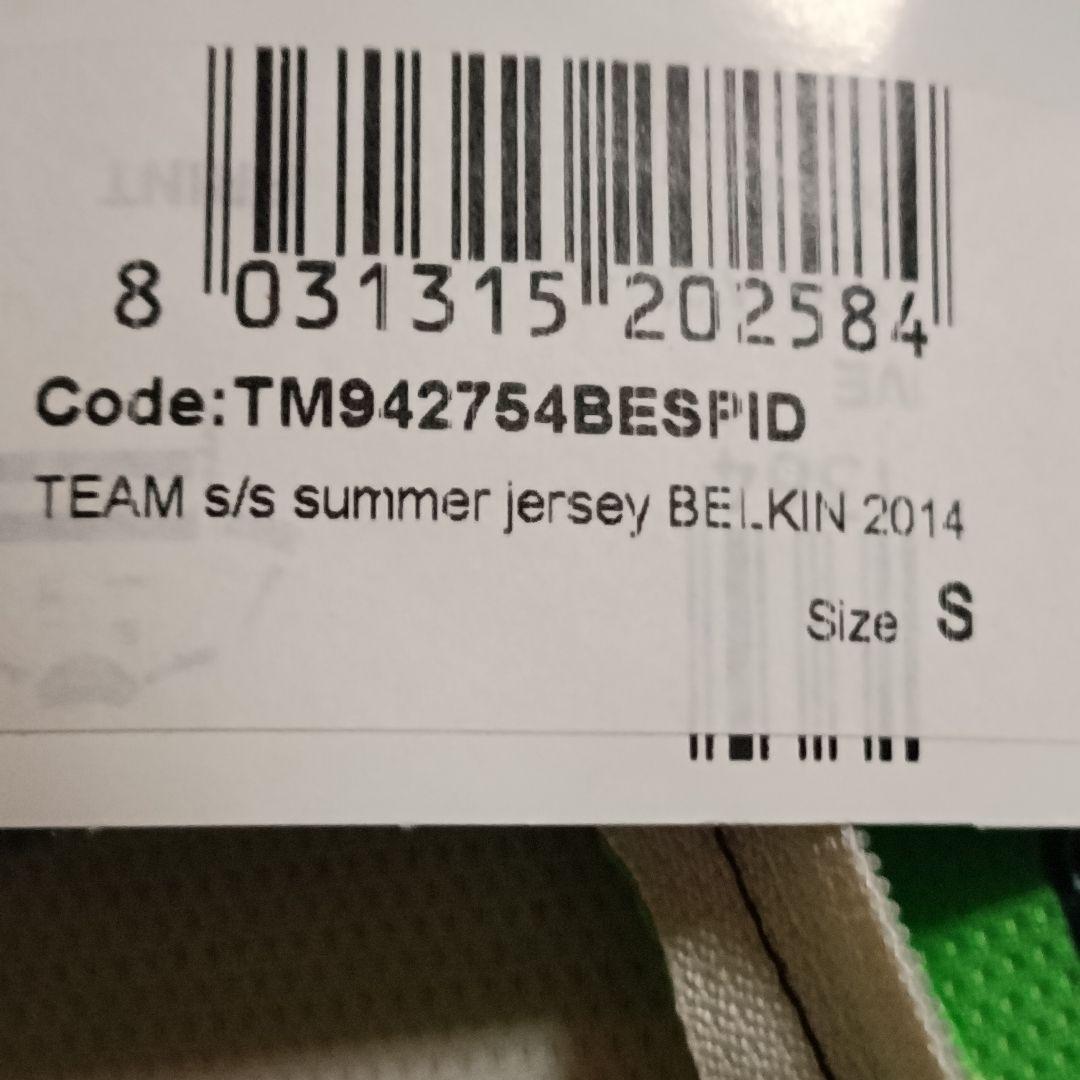 8 031315 202584
Code:TM942754BESPID
TEAM s/s summer jersey BELKIN 2014
Size S